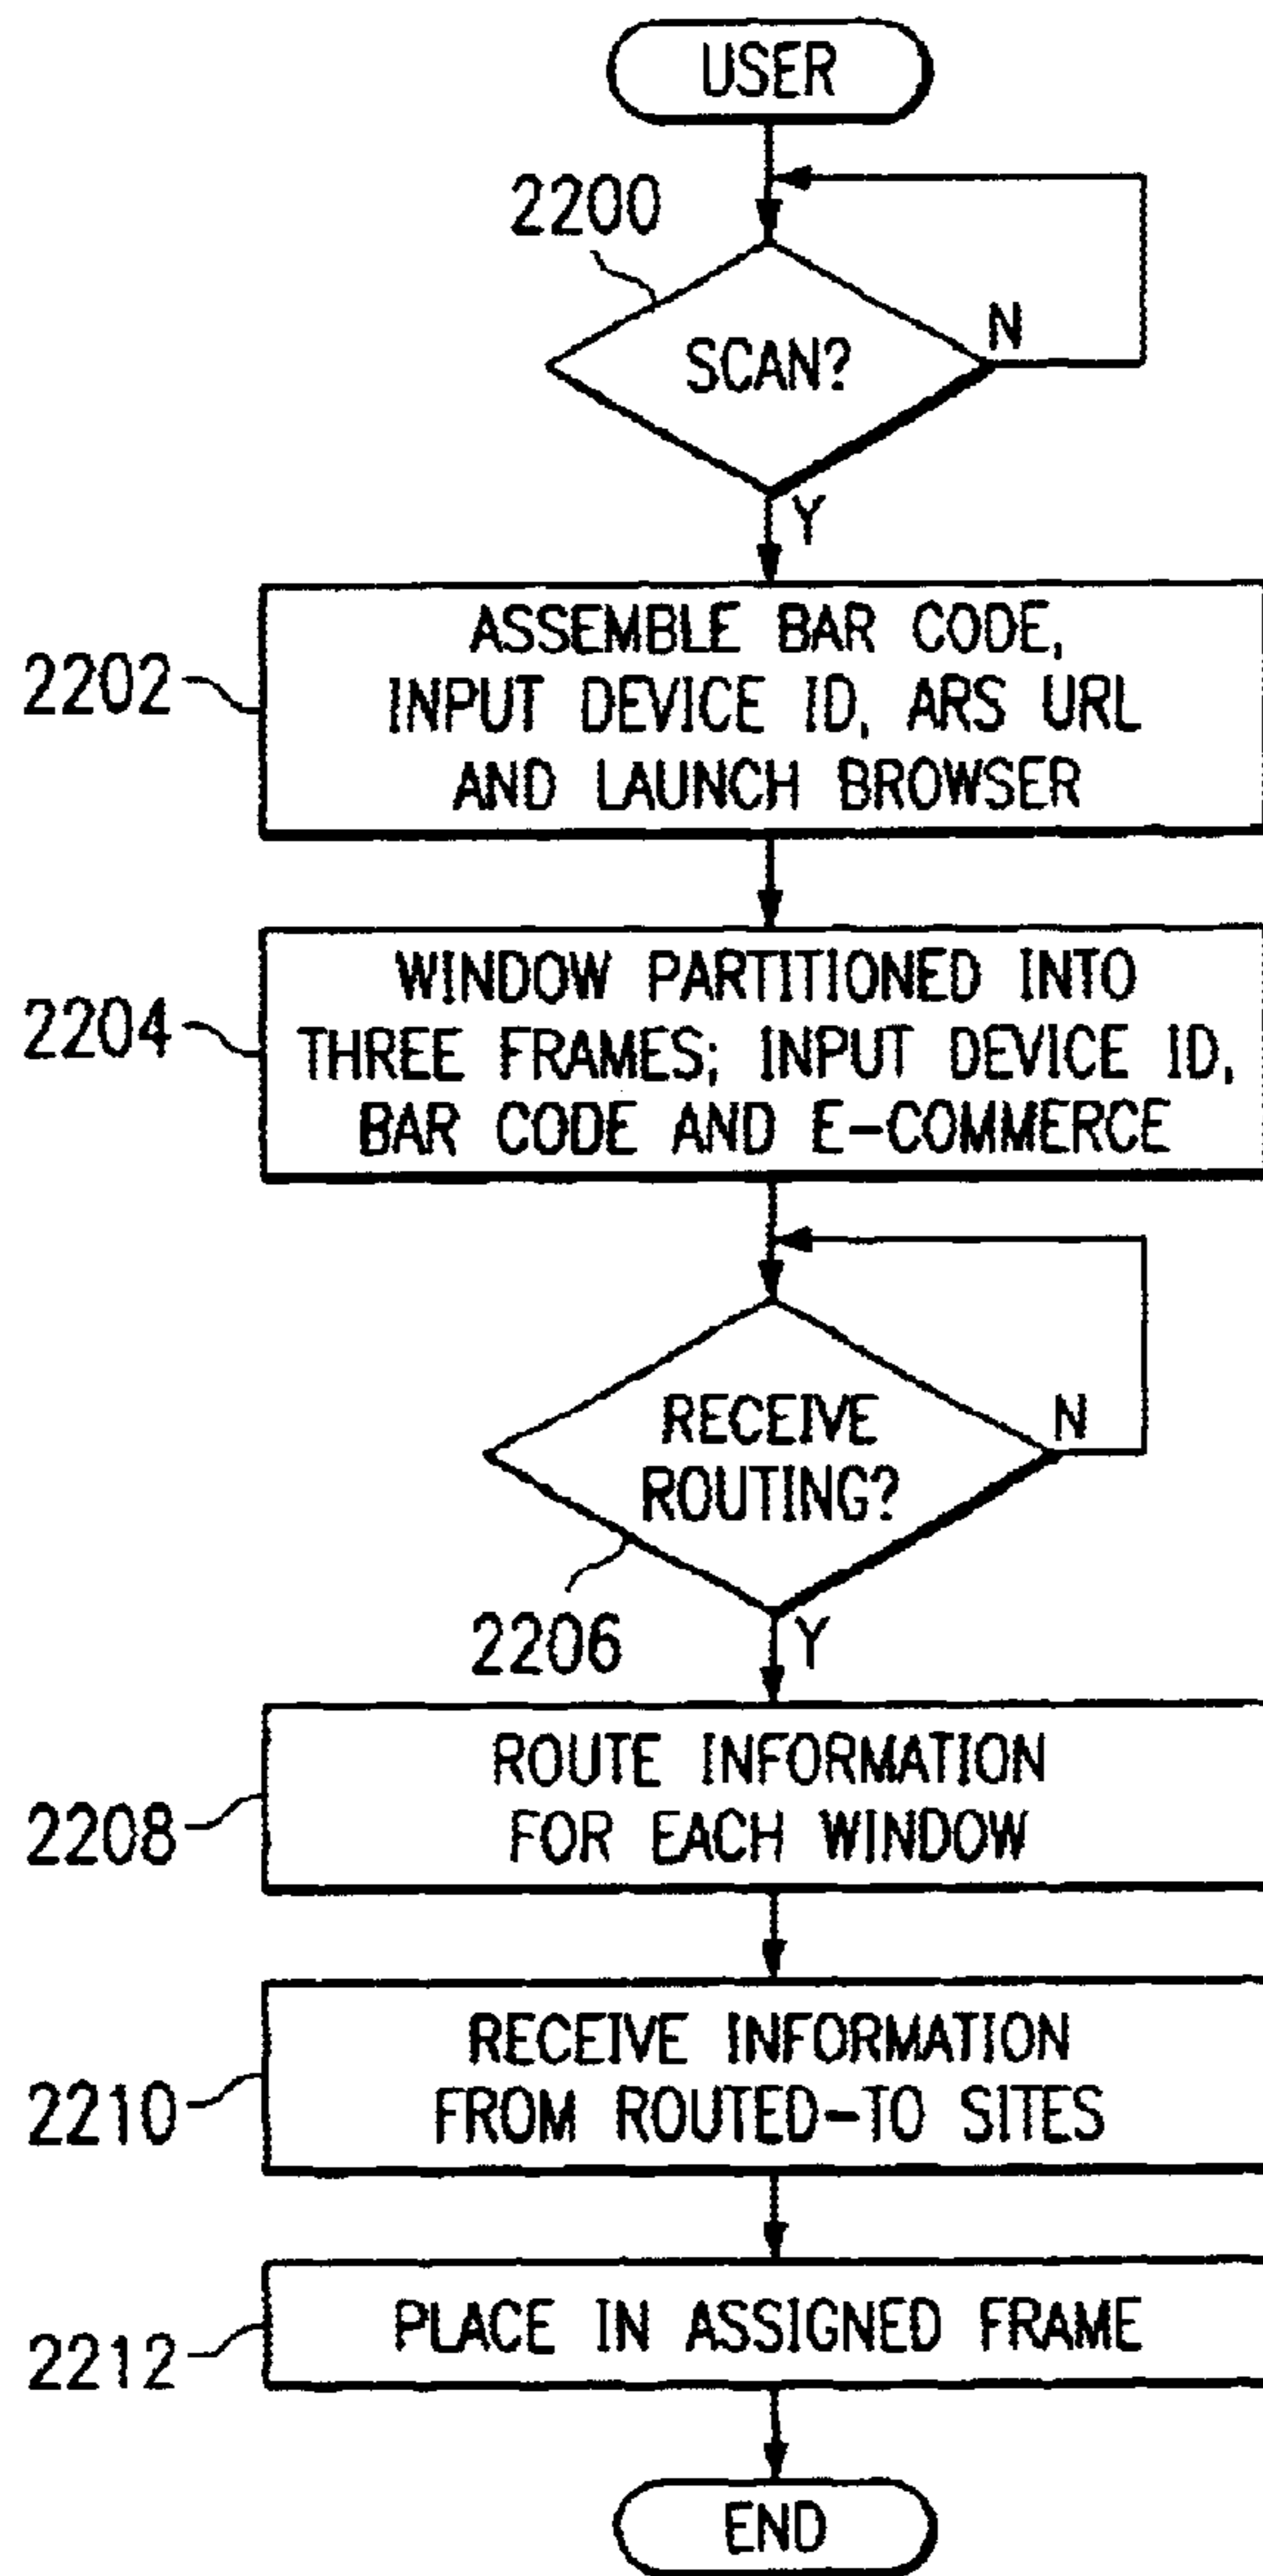 USER
2200
SCAN?
N
Y
2202
ASSEMBLE BAR CODE,
INPUT DEVICE ID, ARS URL
AND LAUNCH BROWSER
2204
WINDOW PARTITIONED INTO
THREE FRAMES; INPUT DEVICE ID,
BAR CODE AND E-COMMERCE
RECEIVE
ROUTING?
N
2206
Y
2208
ROUTE INFORMATION
FOR EACH WINDOW
2210
RECEIVE INFORMATION
FROM ROUTED-TO SITES
2212
PLACE IN ASSIGNED FRAME
END